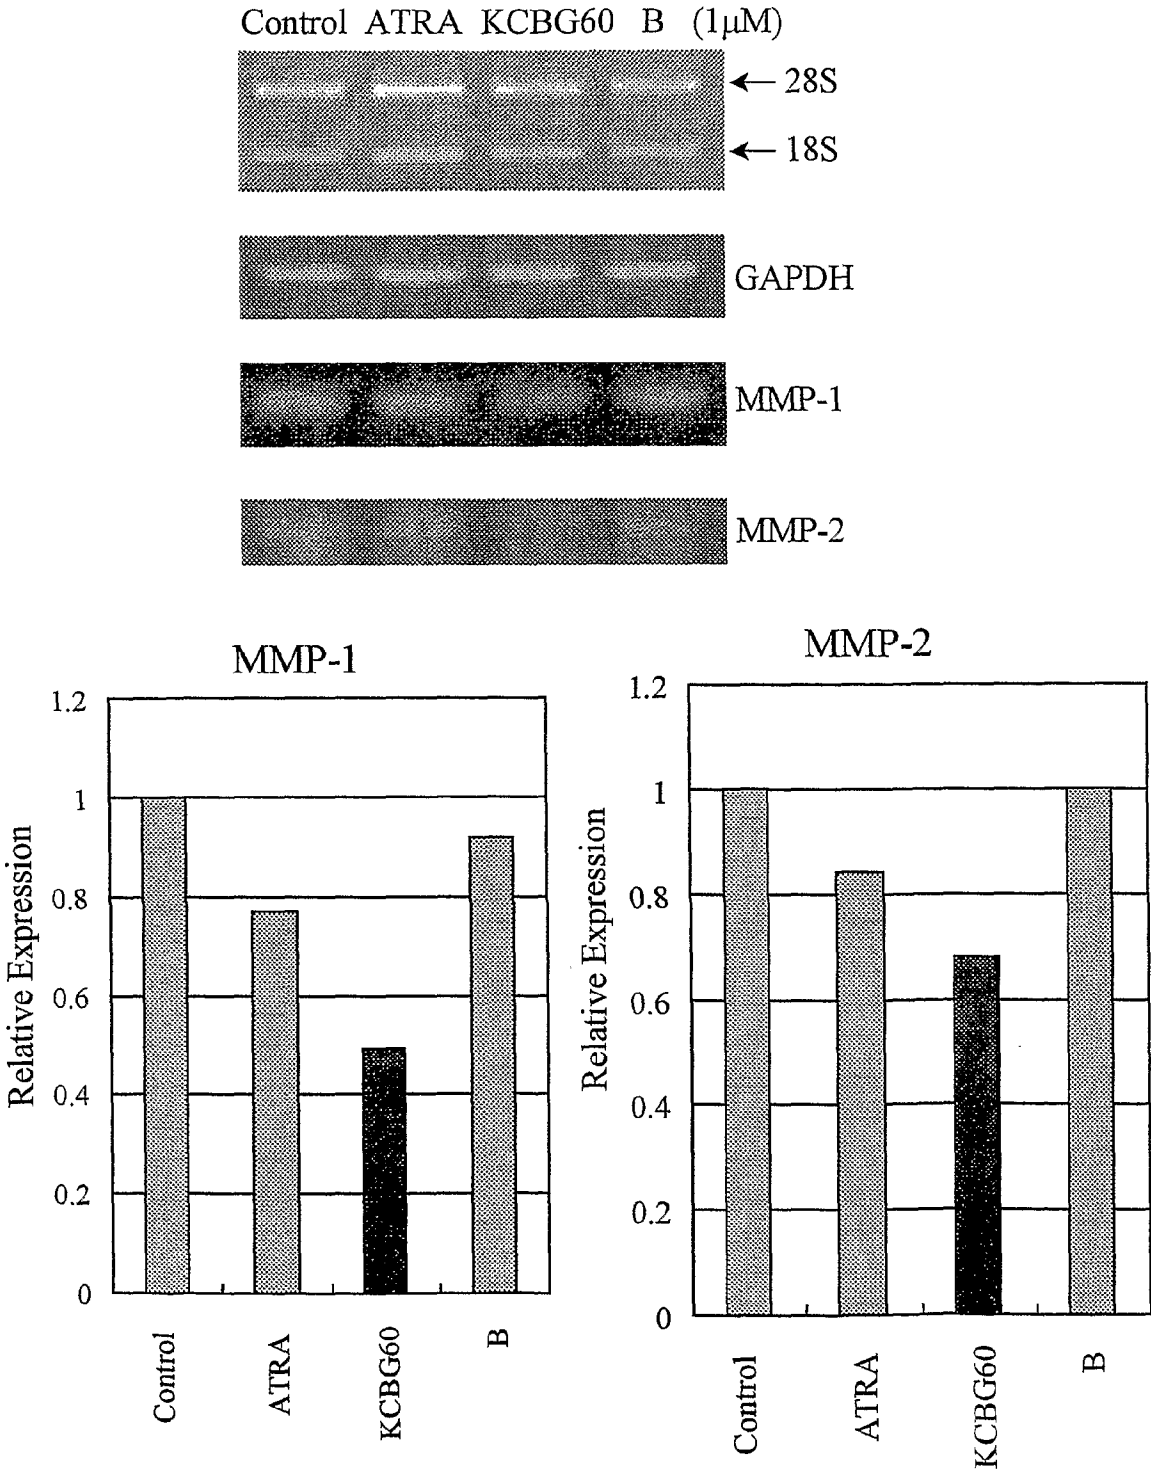 Control ATRA KCBG60 B (1μM)
28S
18S
GAPDH
MMP-1
MMP-2
MMP-1
1.2
1
0.8
0.6
0.4
0.2
0
Relative Expression
Control
ATRA
KCBG60
B
MMP-2
1.2
1
0.8
0.6
0.4
0.2
0
Relative Expression
Control
ATRA
KCBG60
B